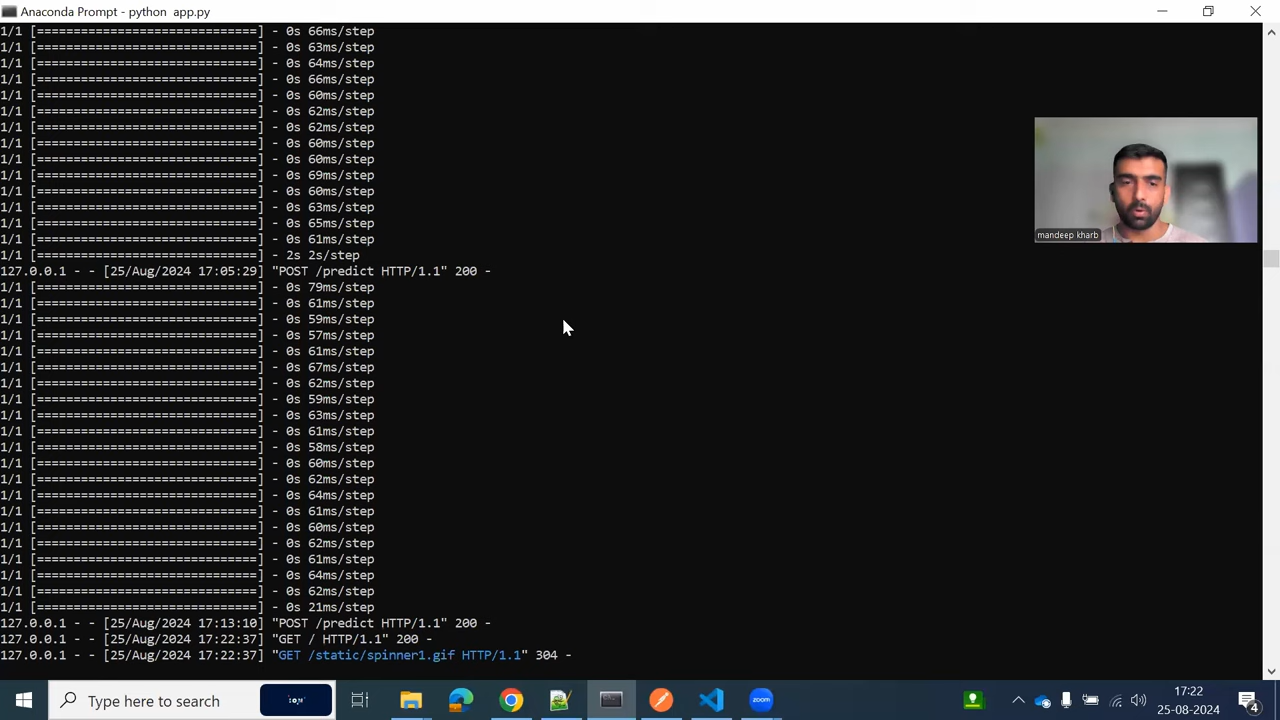 Anaconda Prompt - python  app.py
1/1 [==============================] - 0s 66ms/step
1/1 [==============================] - 0s 63ms/step
1/1 [==============================] - 0s 64ms/step
1/1 [==============================] - 0s 66ms/step
1/1 [==============================] - 0s 60ms/step
1/1 [==============================] - 0s 62ms/step
1/1 [==============================] - 0s 62ms/step
1/1 [==============================] - 0s 60ms/step
1/1 [==============================] - 0s 60ms/step
1/1 [==============================] - 0s 69ms/step
1/1 [==============================] - 0s 60ms/step
1/1 [==============================] - 0s 63ms/step
1/1 [==============================] - 0s 65ms/step
1/1 [==============================] - 0s 61ms/step
1/1 [==============================] - 2s 2s/step
127.0.0.1 - - [25/Aug/2024 17:05:29] "POST /predict HTTP/1.1" 200 -
1/1 [==============================] - 0s 79ms/step
1/1 [==============================] - 0s 61ms/step
1/1 [==============================] - 0s 59ms/step
1/1 [==============================] - 0s 57ms/step
1/1 [==============================] - 0s 61ms/step
1/1 [==============================] - 0s 67ms/step
1/1 [==============================] - 0s 62ms/step
1/1 [==============================] - 0s 59ms/step
1/1 [==============================] - 0s 63ms/step
1/1 [==============================] - 0s 61ms/step
1/1 [==============================] - 0s 58ms/step
1/1 [==============================] - 0s 60ms/step
1/1 [==============================] - 0s 62ms/step
1/1 [==============================] - 0s 64ms/step
1/1 [==============================] - 0s 61ms/step
1/1 [==============================] - 0s 60ms/step
1/1 [==============================] - 0s 62ms/step
1/1 [==============================] - 0s 61ms/step
1/1 [==============================] - 0s 64ms/step
1/1 [==============================] - 0s 62ms/step
1/1 [==============================] - 0s 21ms/step
127.0.0.1 - - [25/Aug/2024 17:13:10] "POST /predict HTTP/1.1" 200 -
127.0.0.1 - - [25/Aug/2024 17:22:37] "GET / HTTP/1.1" 200 -
127.0.0.1 - - [25/Aug/2024 17:22:37] "GET /static/spinner1.gif HTTP/1.1" 304 -
mandeep kharb
Type here to search
zoom
17:22
25-08-2024
4